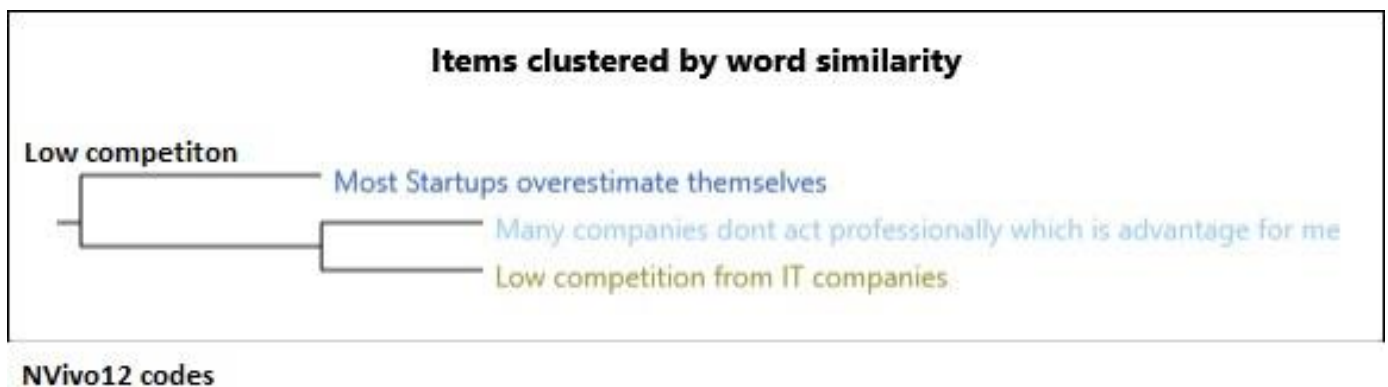 Items clustered by word similarity
Low competiton
Most Startups overestimate themselves
Many companies dont act professionally which is advantage for me
Low competition from IT companies
NVivo12 codes